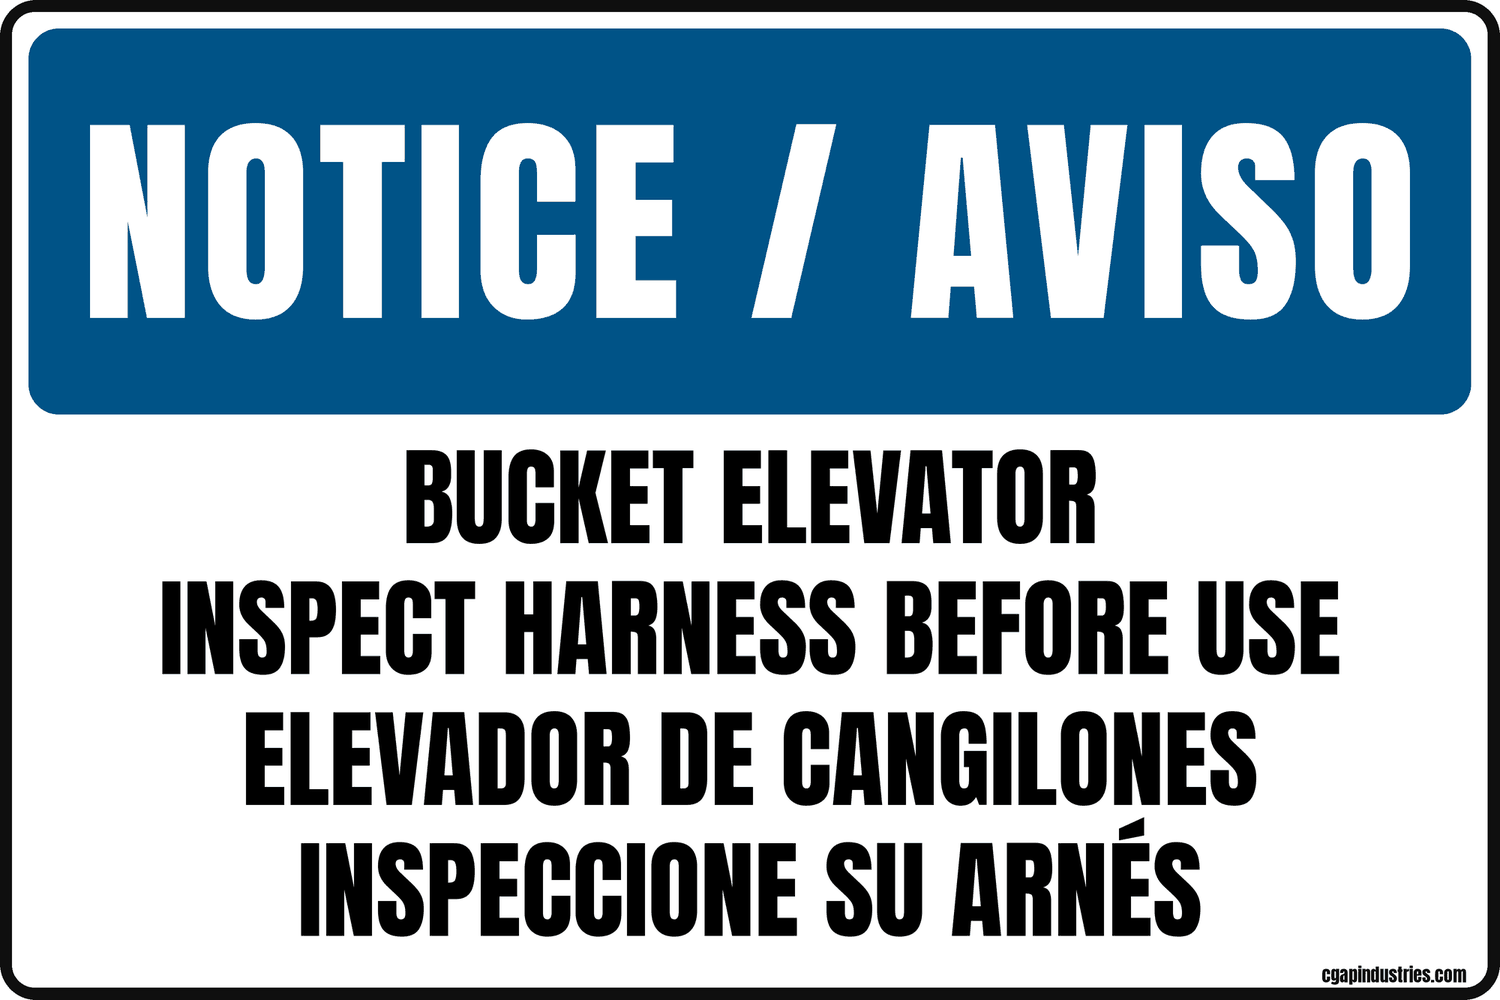 NOTICE / AVISO
BUCKET ELEVATOR
INSPECT HARNESS BEFORE USE
ELEVADOR DE CANGILONES
INSPECCIONE SU ARNÉS
cgapindustries.com